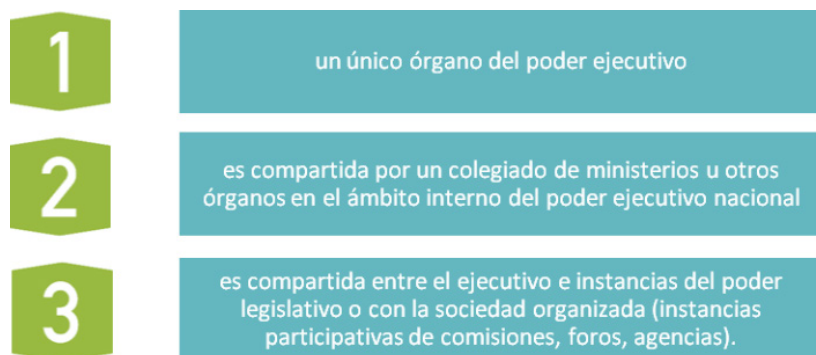 1
un único órgano del poder ejecutivo
2
es compartida por un colegiado de ministerios u otros
órganos en el ámbito interno del poder ejecutivo nacional
3
es compartida entre el ejecutivo e instancias del poder
legislativo o con la sociedad organizada (instancias
participativas de comisiones, foros, agencias).